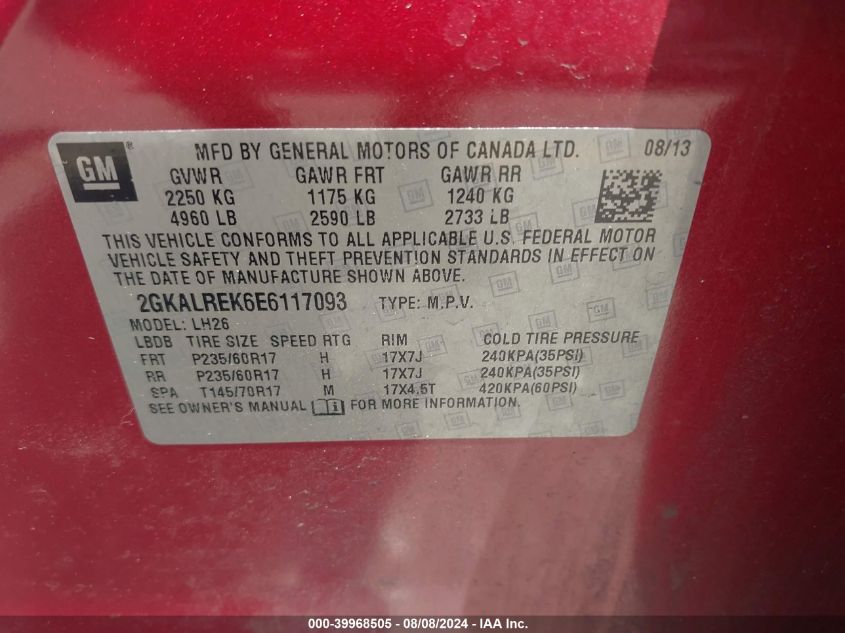 GM ® MFD BY GENERAL MOTORS OF CANADA LTD. 08/13
GVWR GAWR FRT GAWR RR
2250 KG 1175 KG 1240 KG
4960 LB 2590 LB 2733 LB
THIS VEHICLE CONFORMS TO ALL APPLICABLE U.S. FEDERAL MOTOR
VEHICLE SAFETY AND THEFT PREVENTION STANDARDS IN EFFECT ON
THE DATE OF MANUFACTURE SHOWN ABOVE.
2GKALREK6E6117093 TYPE: M.P.V.
MODEL: LH26
LBDB TIRE SIZE SPEED RTG RIM COLD TIRE PRESSURE
FRT P235/60R17 H 17X7J 240KPA(35PSI)
RR P235/60R17 H 17X7J 240KPA(35PSI)
SPA T145/70R17 M 17X4.5T 420KPA(60PSI)
SEE OWNER'S MANUAL i FOR MORE INFORMATION.
000-39968505 - 08/08/2024 - IAA Inc.